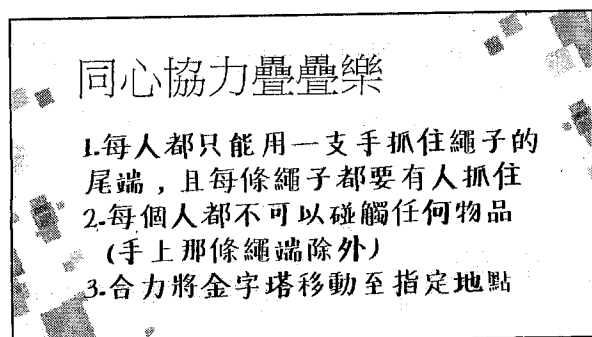 同心協力疊疊樂
1.每人都只能用一支手抓住繩子的
尾端，且每條繩子都要有人抓住
2.每個人都不可以碰觸任何物品
(手上那條繩端除外)
3.合力將金字塔移動至指定地點